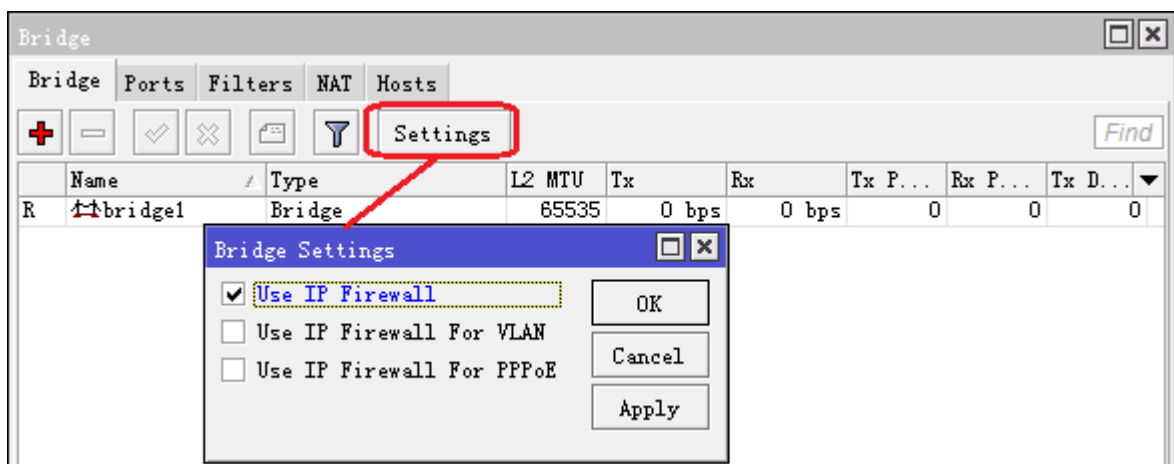 Bridge
Bridge Ports Filters NAT Hosts
Settings Find
Name Type L2 MTU Tx Rx Tx P... Rx P... Tx D...
R bridge1 Bridge 65535 0 bps 0 bps 0 0 0
Bridge Settings
Use IP Firewall OK
Use IP Firewall For VLAN
Cancel
Use IP Firewall For PPPoE
Apply